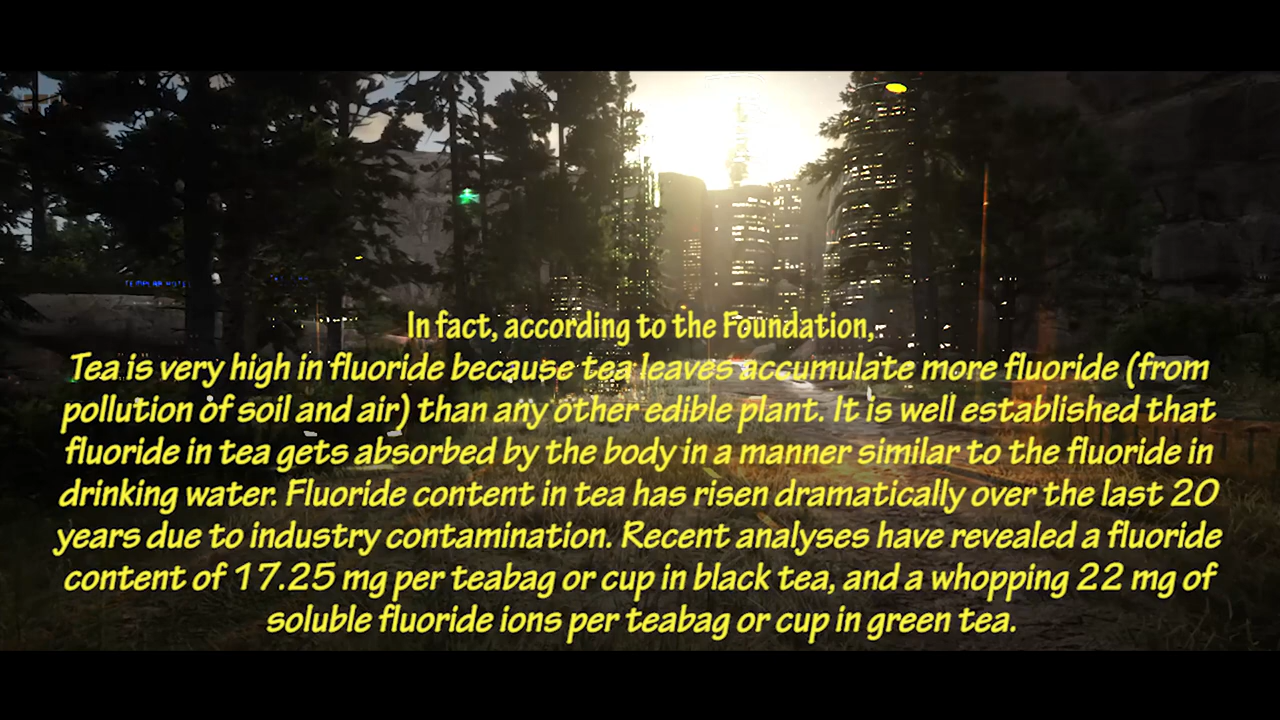 TEMPLAR HOTEL
In fact, according to the Foundation,
Tea is very high in fluoride because tea leaves accumulate more fluoride (from
pollution of soil and air) than any other edible plant. It is well established that
fluoride in tea gets absorbed by the body in a manner similar to the fluoride in
drinking water. Fluoride content in tea has risen dramatically over the last 20
years due to industry contamination. Recent analyses have revealed a fluoride
content of 17.25 mg per teabag or cup in black tea, and a whopping 22 mg of
soluble fluoride ions per teabag or cup in green tea.